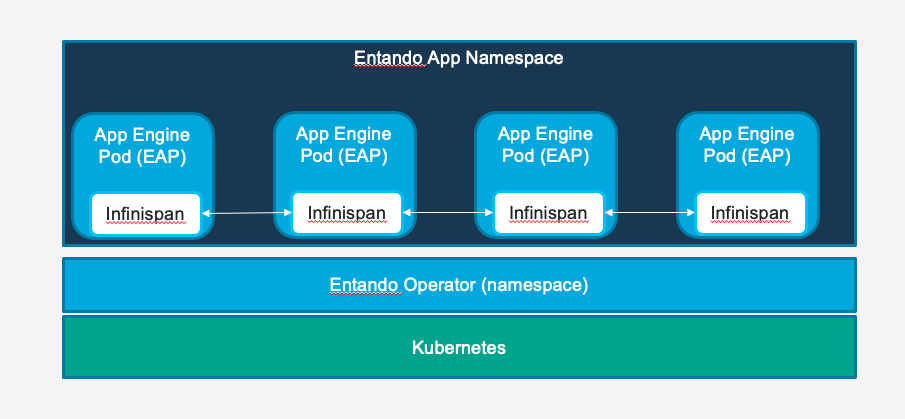 Entando App Namespace
App Engine
Pod (EAP)
Infinispan
App Engine
Pod (EAP)
Infinispan
App Engine
Pod (EAP)
Infinispan
App Engine
Pod (EAP)
Infinispan
Entando Operator (namespace)
Kubernetes